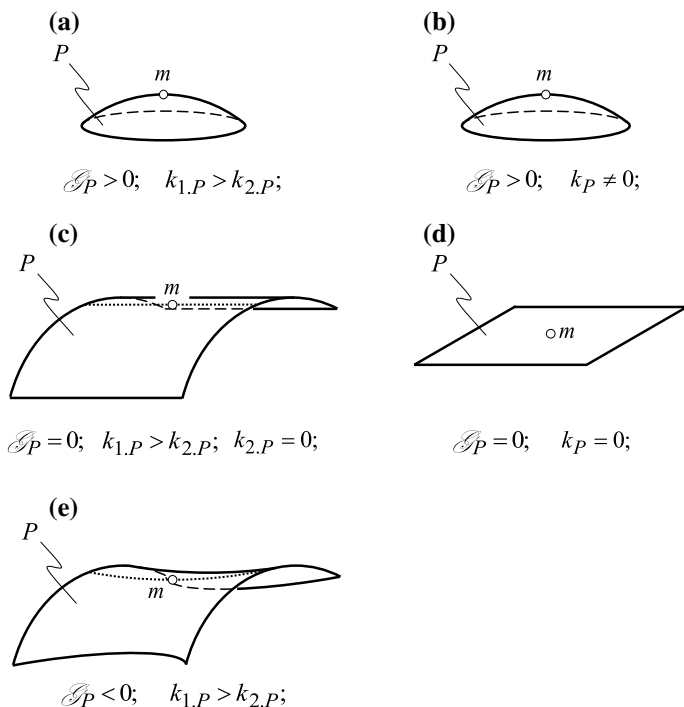 (a)
P
m
𝒢P > 0; k1.P > k2.P;
(b)
P
m
𝒢P > 0; kP ≠ 0;
(c)
P
m
𝒢P = 0; k1.P > k2.P; k2.P = 0;
(d)
P
m
𝒢P = 0; kP = 0;
(e)
P
m
𝒢P < 0; k1.P > k2.P;